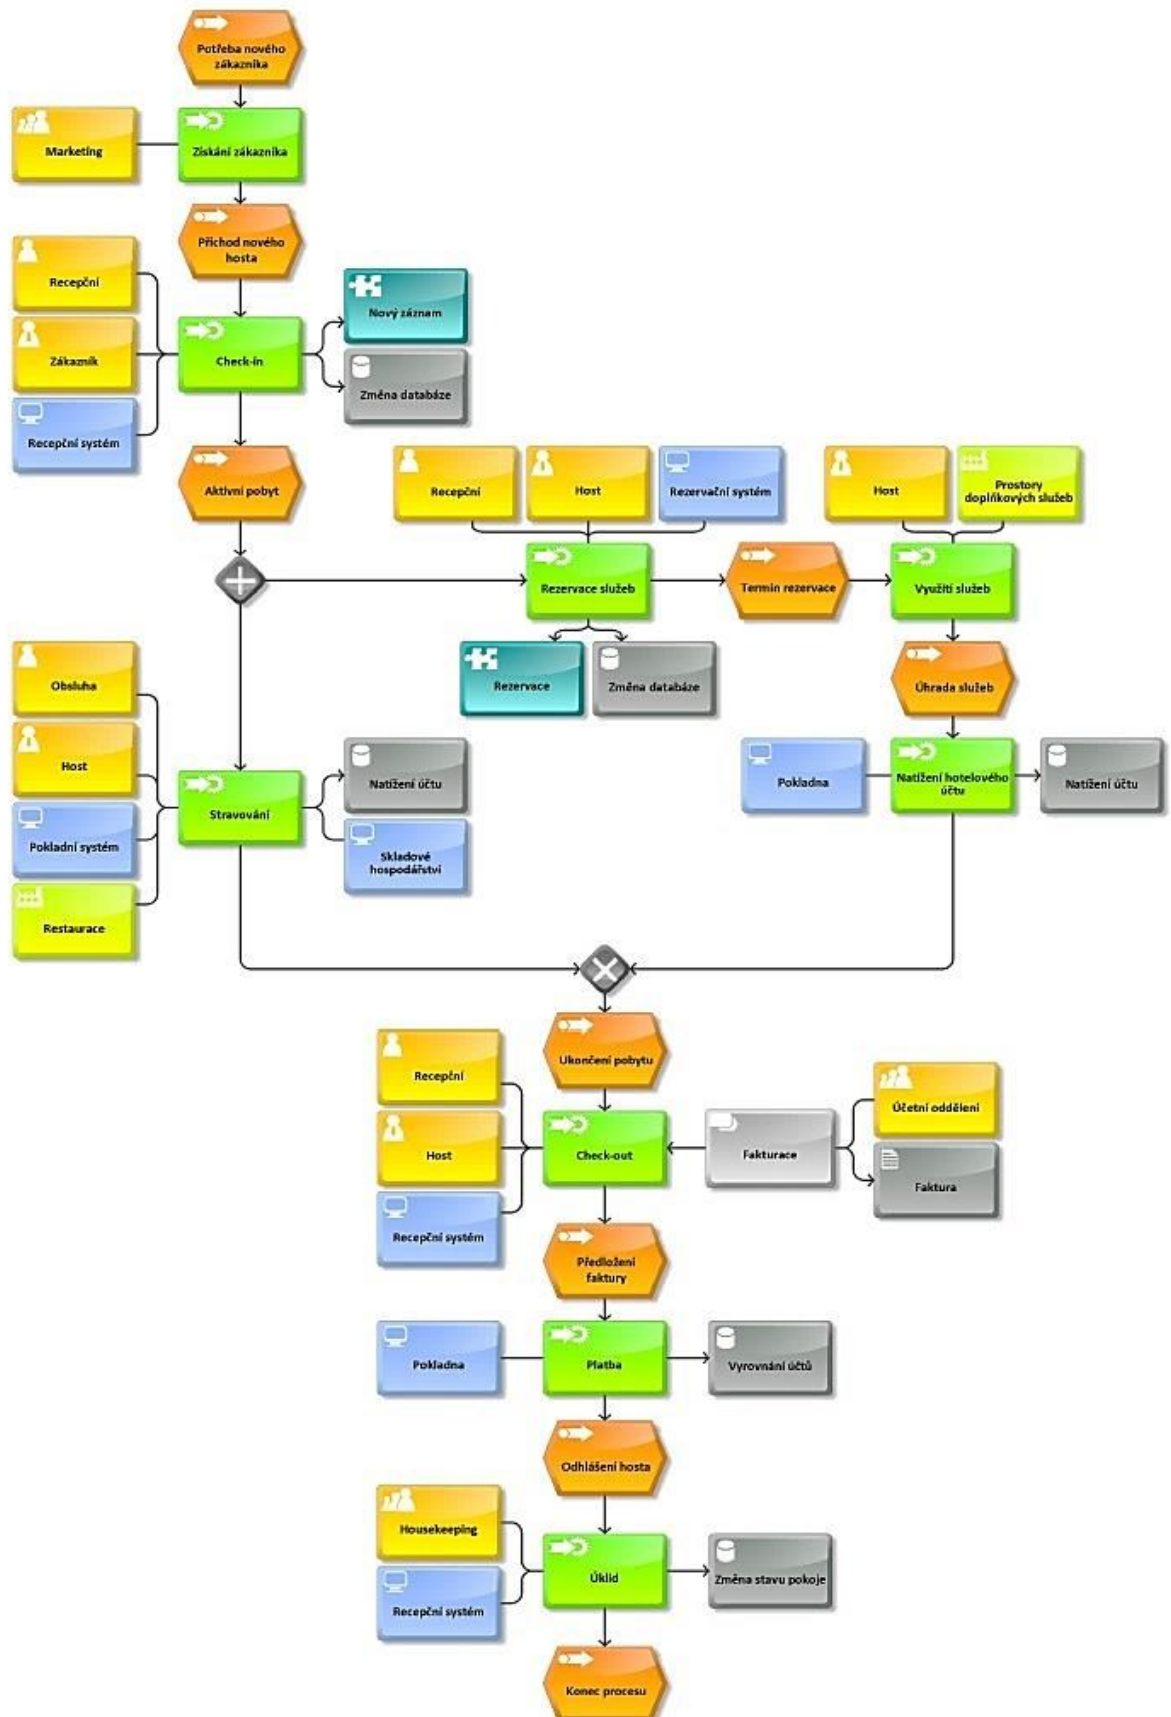 Potřeba nového
zákazníka
Marketing
Získání zákazníka
Příchod nového
hosta
Recepční
Nový záznam
Zákazník
Check-in
Změna databáze
Recepční systém
Aktivní pobyt
Recepční
Host
Rezervační systém
Host
Prostory
doplňkových služeb
Rezervace služeb
Termín rezervace
Využití služeb
Obsluha
Rezervace
Změna databáze
Úhrada služeb
Host
Natížení účtu
Pokladna
Natížení hotelového
účtu
Natížení účtu
Stravování
Pokladní systém
Skladové
hospodářství
Restaurace
Ukončení pobytu
Recepční
Účetní oddělení
Host
Check-out
Fakturace
Faktura
Recepční systém
Předložení
faktury
Pokladna
Platba
Vyrovnání účtů
Odhlášení hosta
Housekeeping
Úklid
Změna stavu pokoje
Recepční systém
Konec procesu